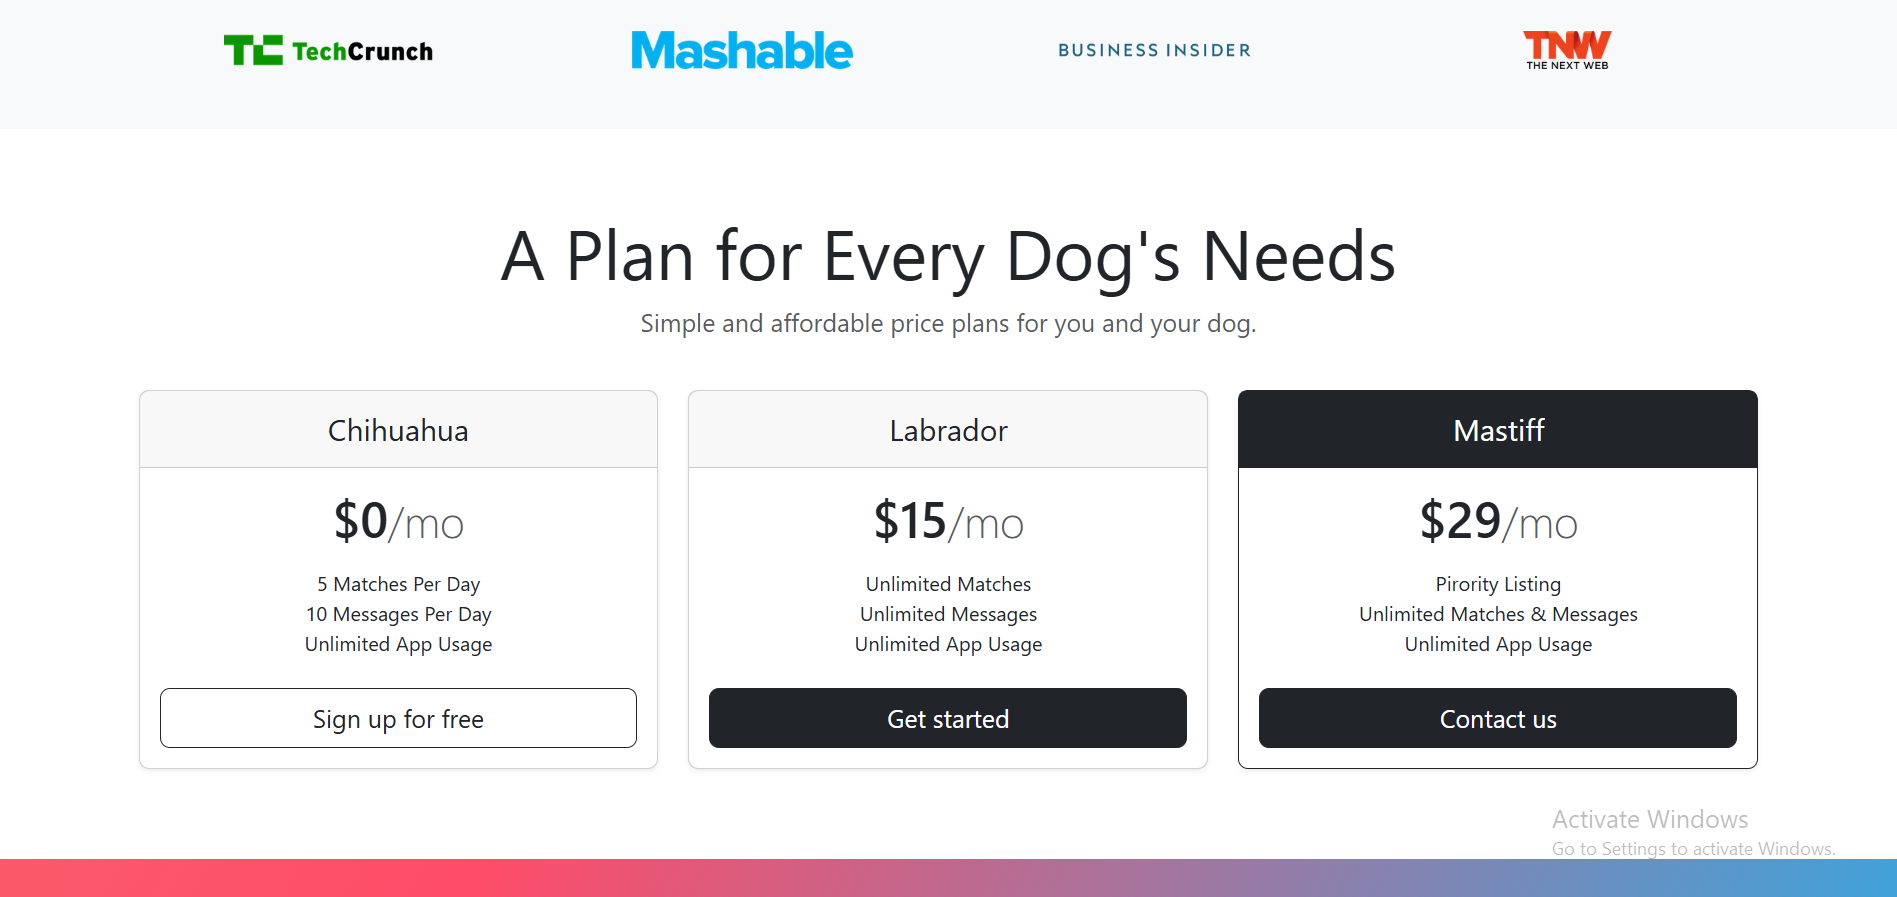 TC TechCrunch
Mashable
BUSINESS INSIDER
TNW
THE NEXT WEB
A Plan for Every Dog's Needs
Simple and affordable price plans for you and your dog.
Chihuahua
$0/mo
5 Matches Per Day
10 Messages Per Day
Unlimited App Usage
Sign up for free
Labrador
$15/mo
Unlimited Matches
Unlimited Messages
Unlimited App Usage
Get started
Mastiff
$29/mo
Pirority Listing
Unlimited Matches & Messages
Unlimited App Usage
Contact us
Activate Windows
Go to Settings to activate Windows.